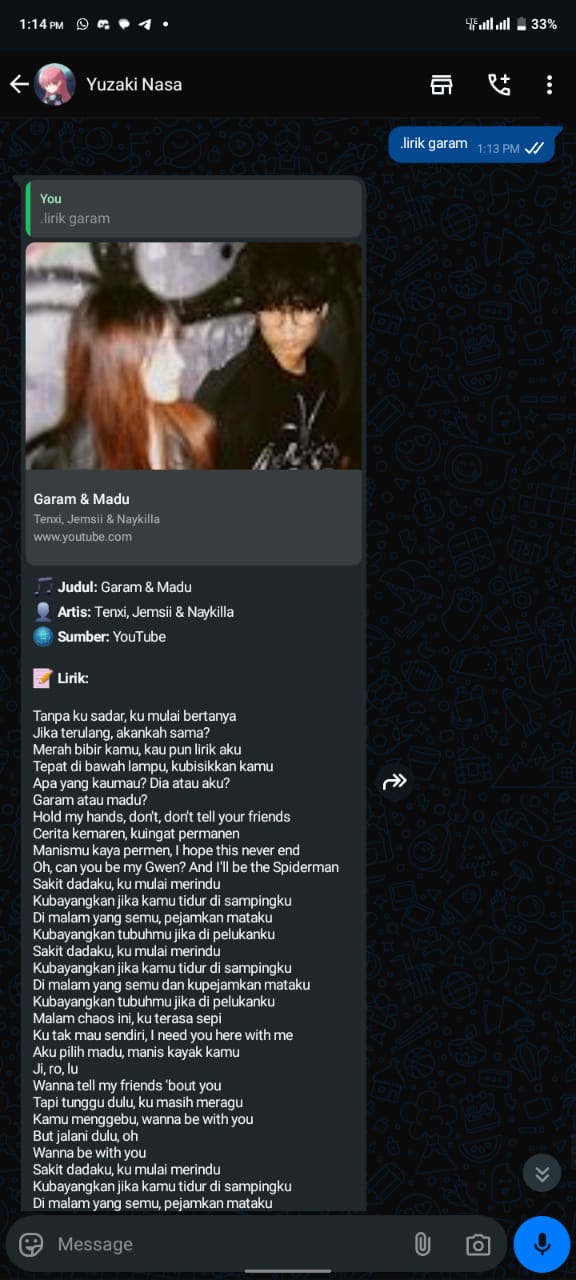 1:14 PM
LTE
33%
Yuzaki Nasa
.lirik garam
1:13 PM
You
.lirik garam
Garam & Madu
Tenxi, Jemsii & Naykilla
www.youtube.com
Judul: Garam & Madu
Artis: Tenxi, Jemsii & Naykilla
Sumber: YouTube
Lirik:
Tanpa ku sadar, ku mulai bertanya
Jika terulang, akankah sama?
Merah bibir kamu, kau pun lirik aku
Tepat di bawah lampu, kubisikkan kamu
Apa yang kaumau? Dia atau aku?
Garam atau madu?
Hold my hands, don't, don't tell your friends
Cerita kemaren, kuingat permanen
Manismu kaya permen, I hope this never end
Oh, can you be my Gwen? And I'll be the Spiderman
Sakit dadaku, ku mulai merindu
Kubayangkan jika kamu tidur di sampingku
Di malam yang semu, pejamkan mataku
Kubayangkan tubuhmu jika di pelukanku
Sakit dadaku, ku mulai merindu
Kubayangkan jika kamu tidur di sampingku
Di malam yang semu dan kupejamkan mataku
Kubayangkan tubuhmu jika di pelukanku
Malam chaos ini, ku terasa sepi
Ku tak mau sendiri, I need you here with me
Aku pilih madu, manis kayak kamu
Ji, ro, lu
Wanna tell my friends 'bout you
Tapi tunggu dulu, ku masih meragu
Kamu menggebu, wanna be with you
But jalani dulu, oh
Wanna be with you
Sakit dadaku, ku mulai merindu
Kubayangkan jika kamu tidur di sampingku
Di malam yang semu, pejamkan mataku
Message